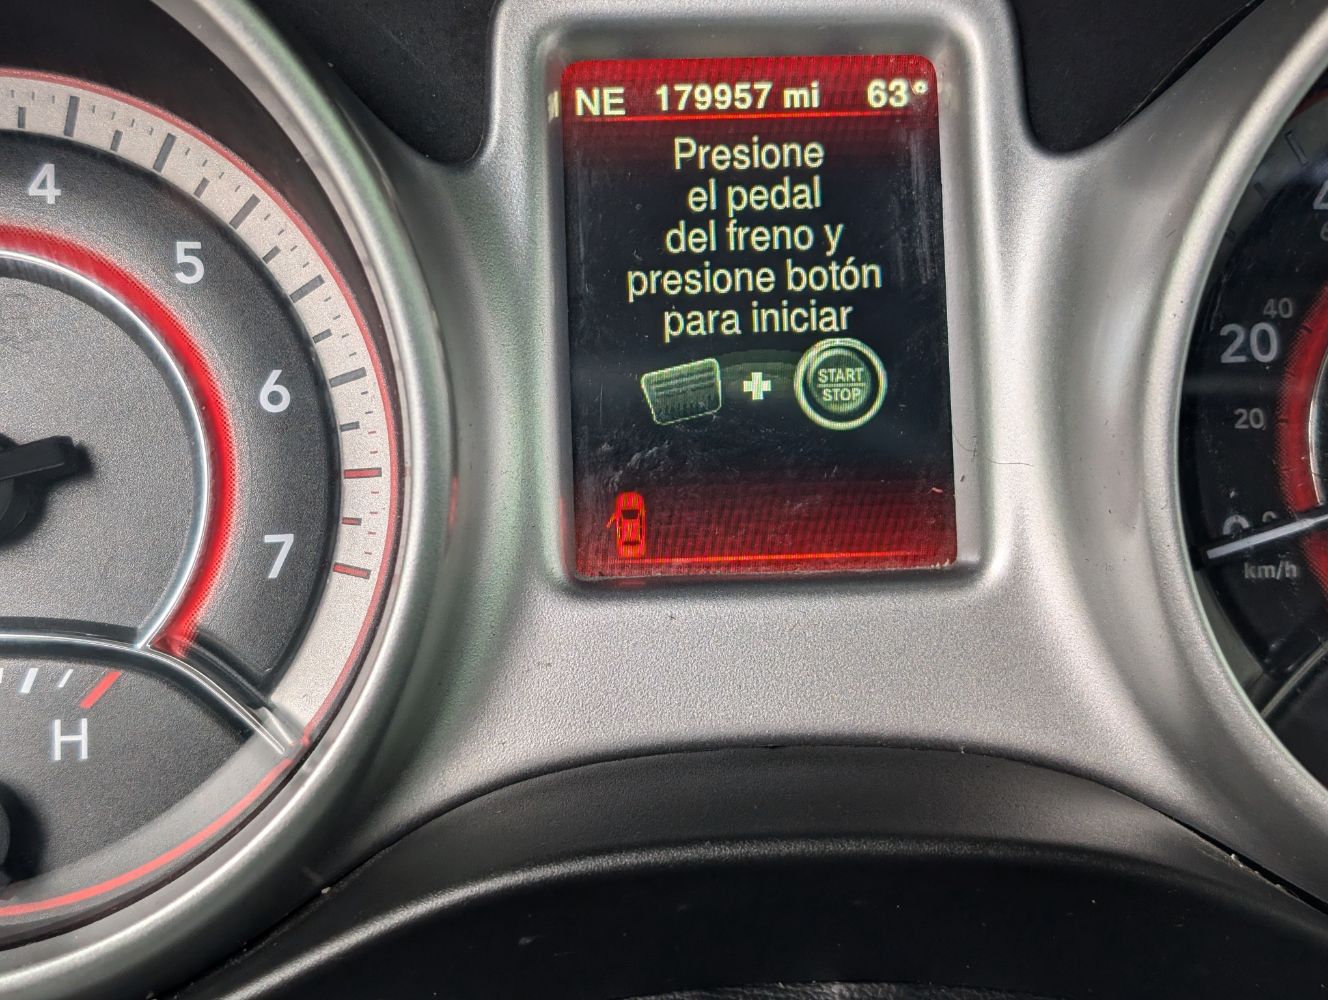 NE 179957 mi 63°
Presione
el pedal
del freno y
presione botón
para iniciar
START
STOP
4
5
6
7
H
40
20
20
km/h